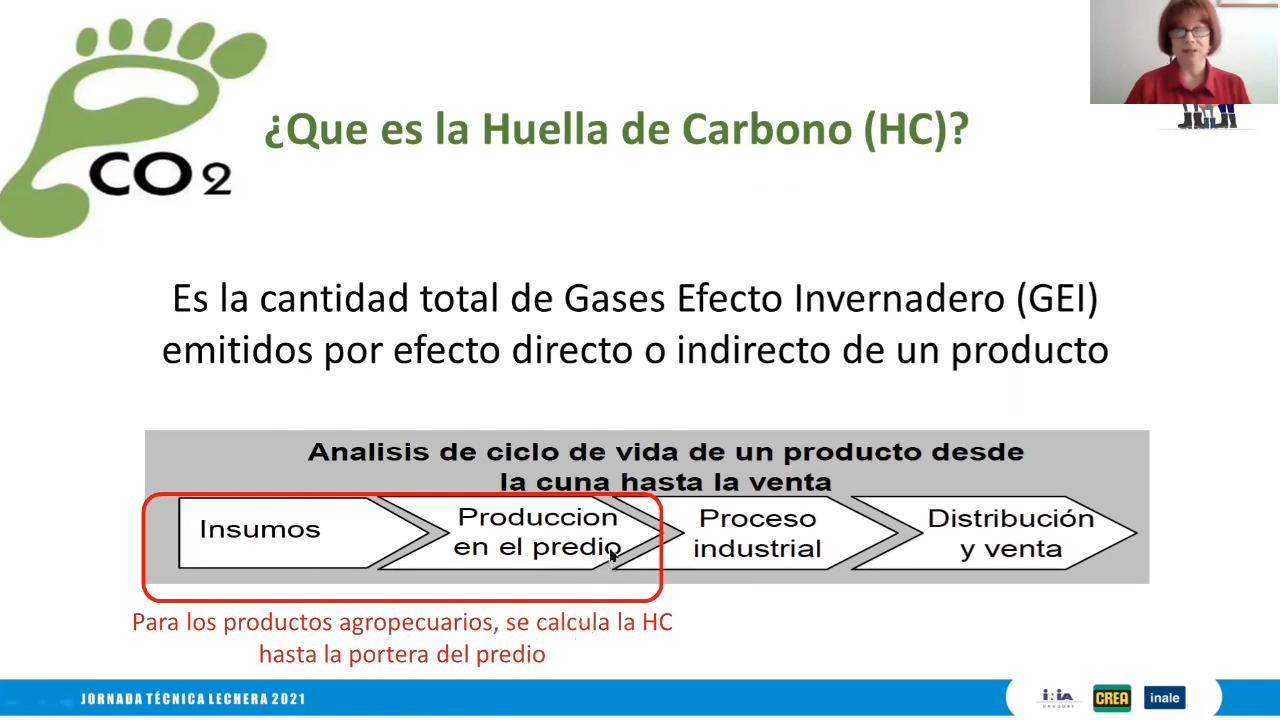 CO2
¿Que es la Huella de Carbono (HC)?
Es la cantidad total de Gases Efecto Invernadero (GEI)
emitidos por efecto directo o indirecto de un producto
Analisis de ciclo de vida de un producto desde
la cuna hasta la venta
Insumos
Produccion
en el predio
Proceso
industrial
Distribución
y venta
Para los productos agropecuarios, se calcula la HC
hasta la portera del predio
JORNADA TÉCNICA LECHERA 2021
inia
URUGUAY
CREA
inale